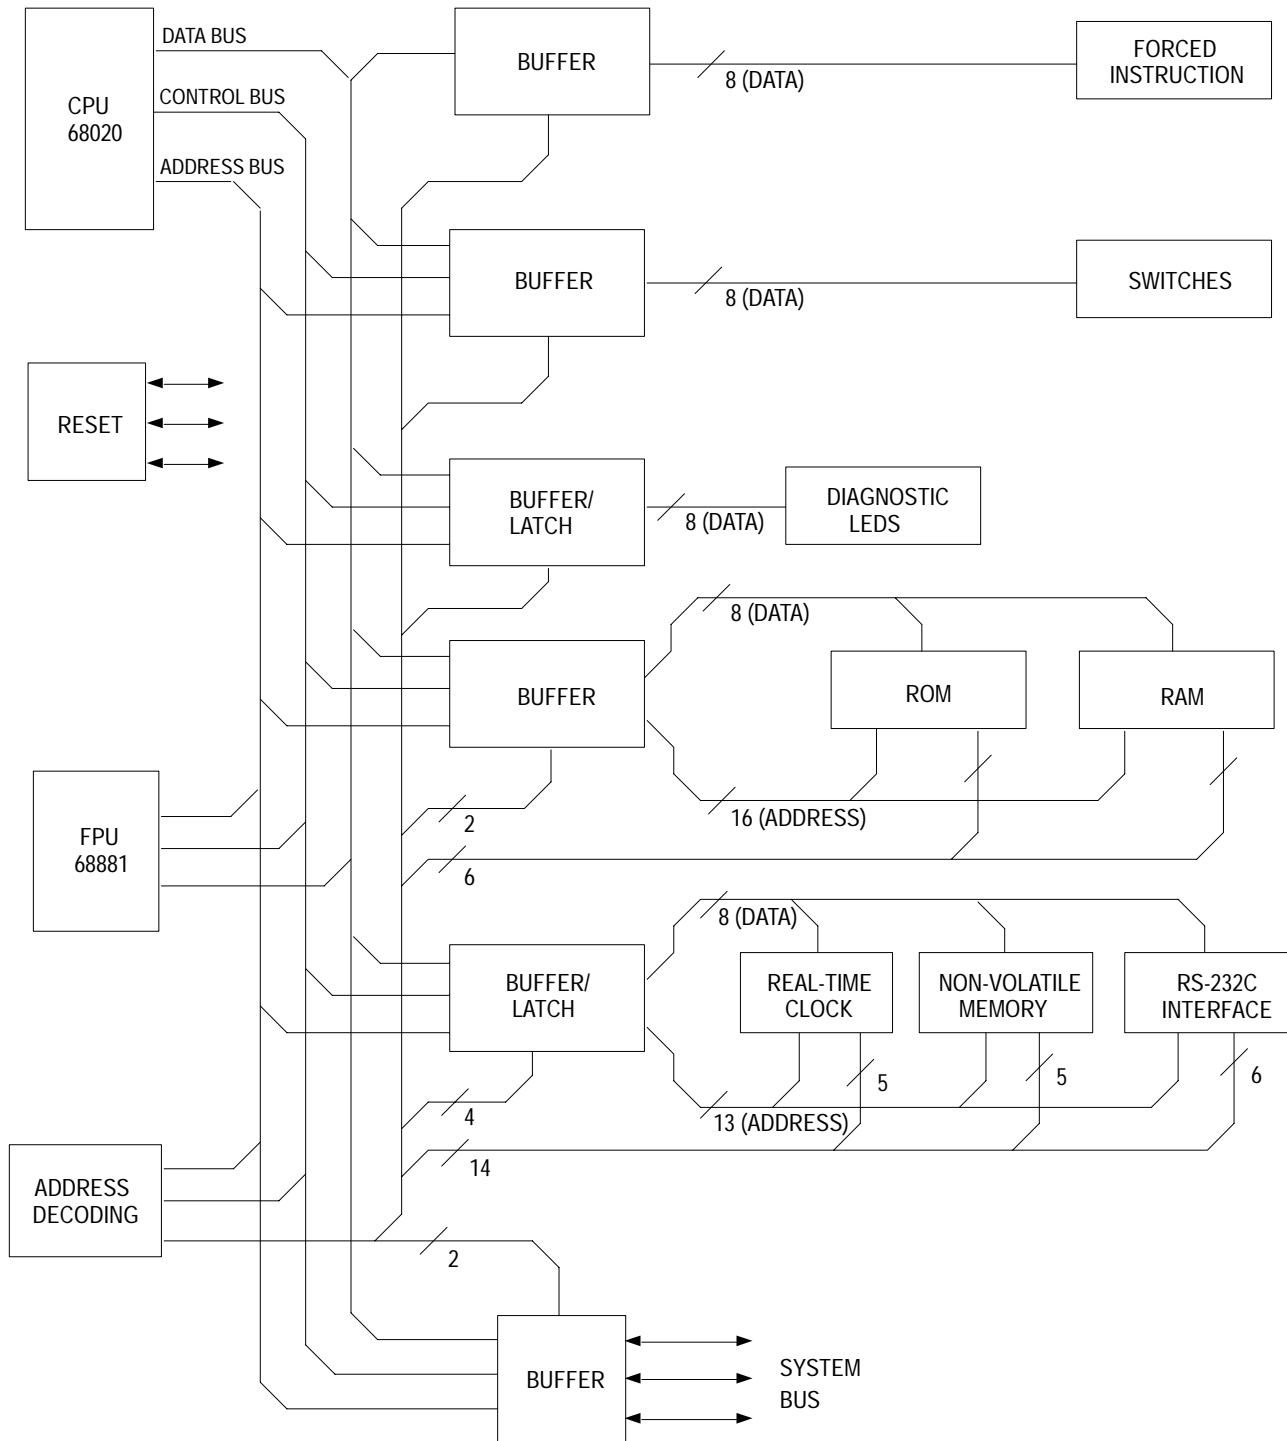 DATA BUS
CONTROL BUS
ADDRESS BUS
CPU
68020
BUFFER
8 (DATA)
FORCED
INSTRUCTION
BUFFER
8 (DATA)
SWITCHES
RESET
BUFFER/
LATCH
8 (DATA)
DIAGNOSTIC
LEDS
8 (DATA)
BUFFER
ROM
RAM
16 (ADDRESS)
2
6
FPU
68881
8 (DATA)
BUFFER/
LATCH
REAL-TIME
CLOCK
NON-VOLATILE
MEMORY
RS-232C
INTERFACE
5
5
6
4
13 (ADDRESS)
14
ADDRESS
DECODING
2
BUFFER
SYSTEM
BUS